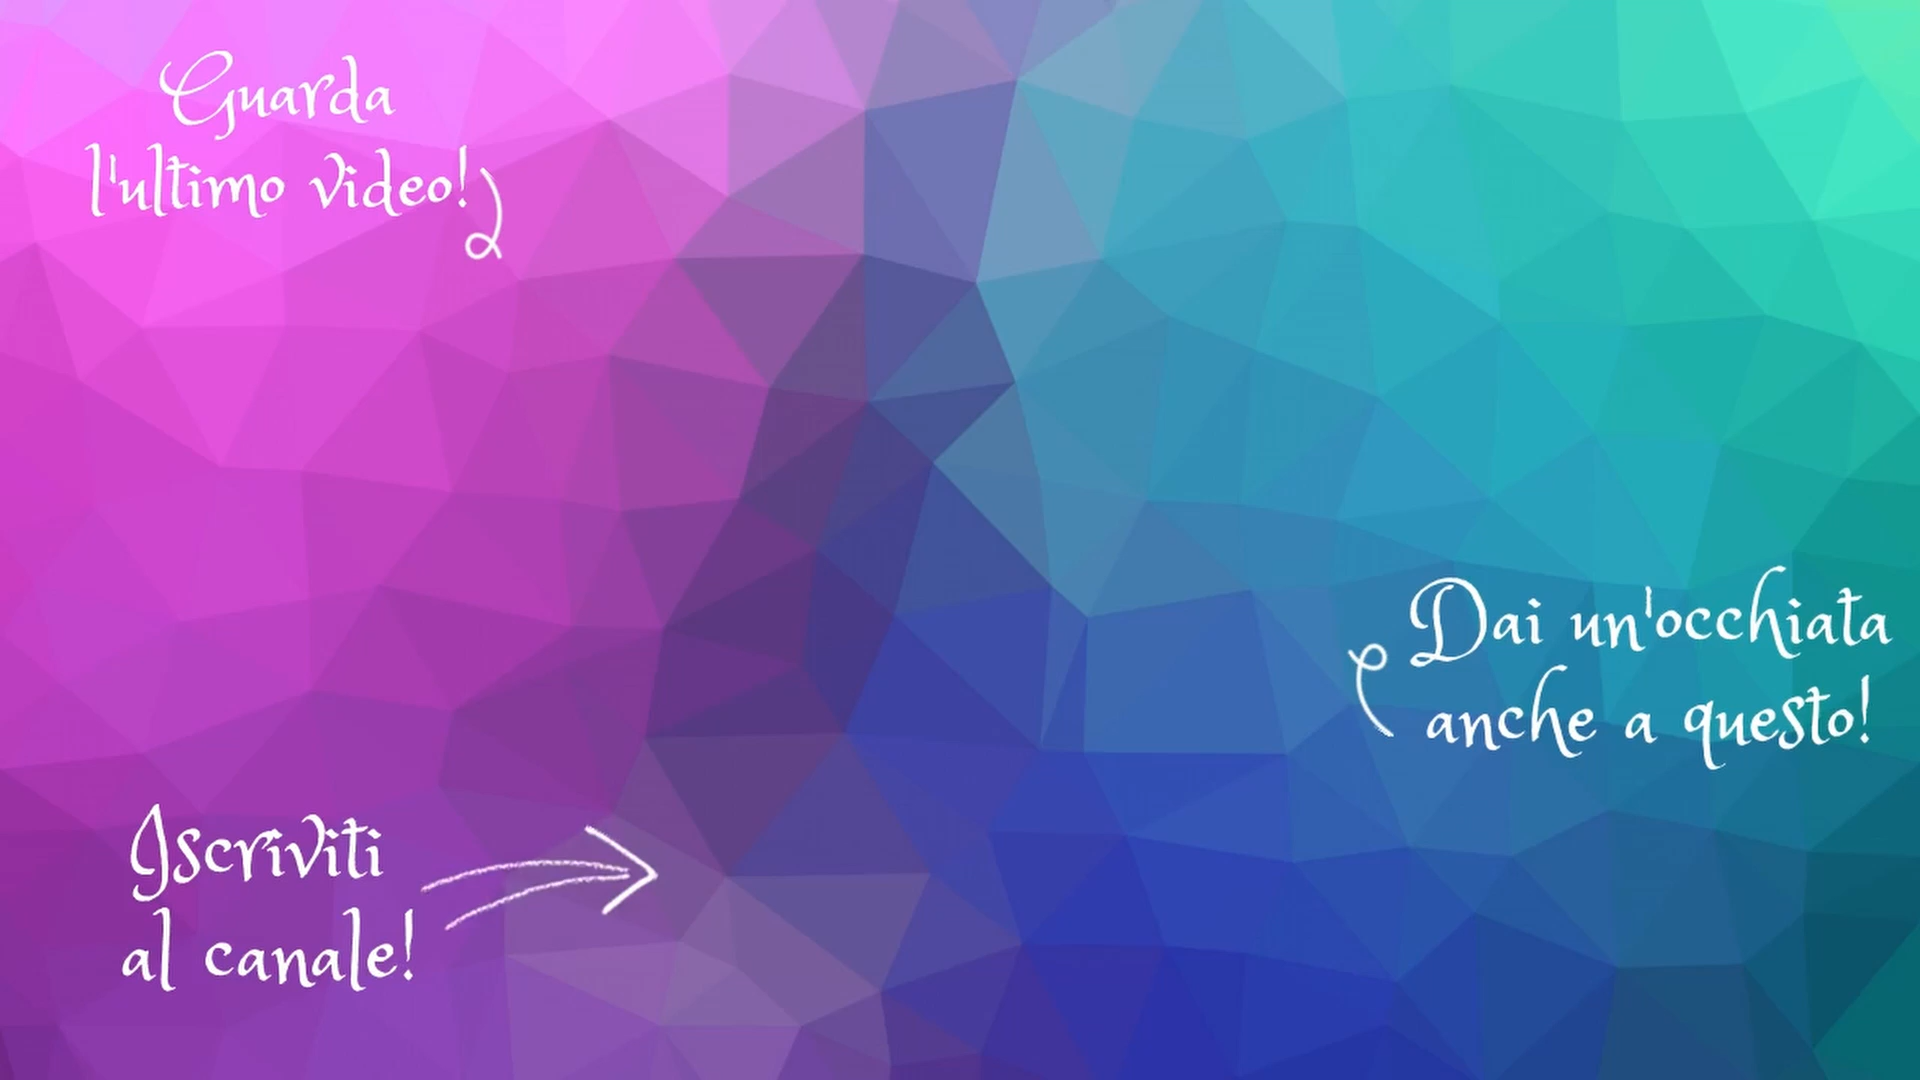 Guarda
l'ultimo video!
Dai un'occhiata
anche a questo!
Iscriviti
al canale!